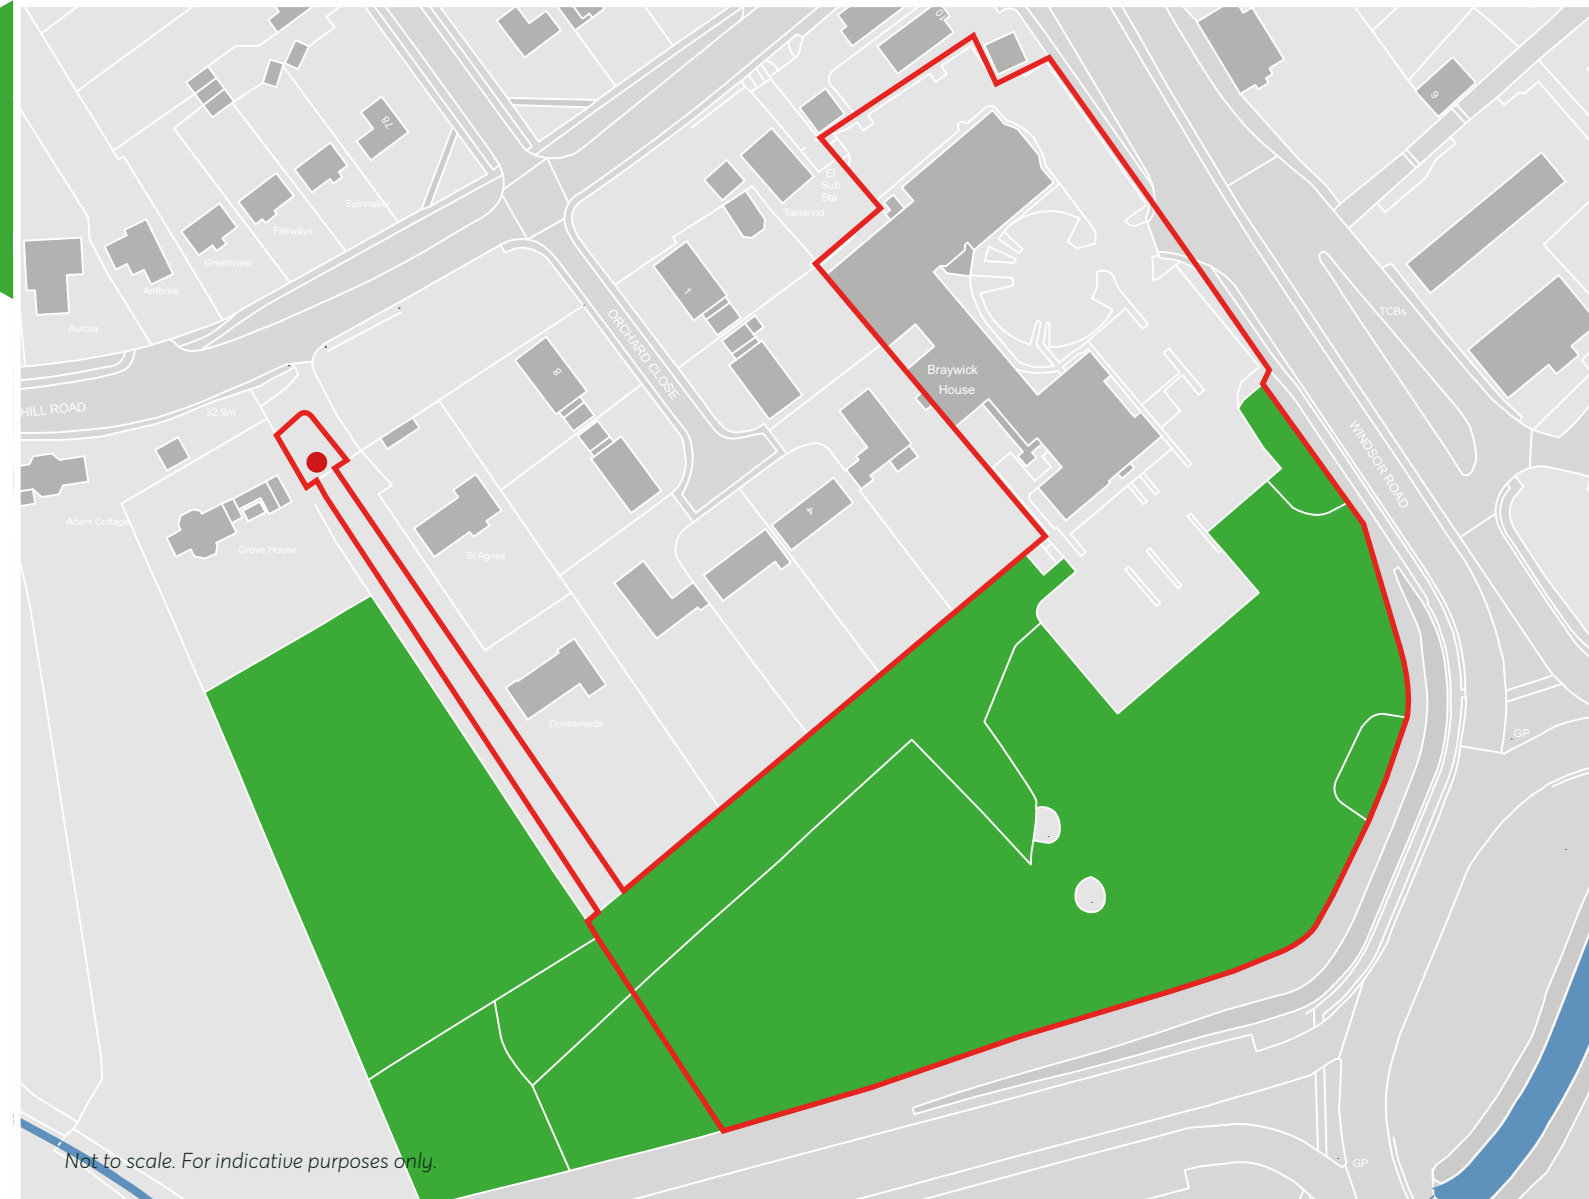 10
78
9
El
Sub
Sta
Spinnaker
Tamarind
Fairways
Greenview
Ardbree
1
Aurora
ORCHARD CLOSE
TCBs
8
Braywick
House
HILL ROAD
32.9m
WINDSOR ROAD
4
Adam Cottage
Grove House
St Agnes
Donnemede
GP
Not to scale. For indicative purposes only.
GP